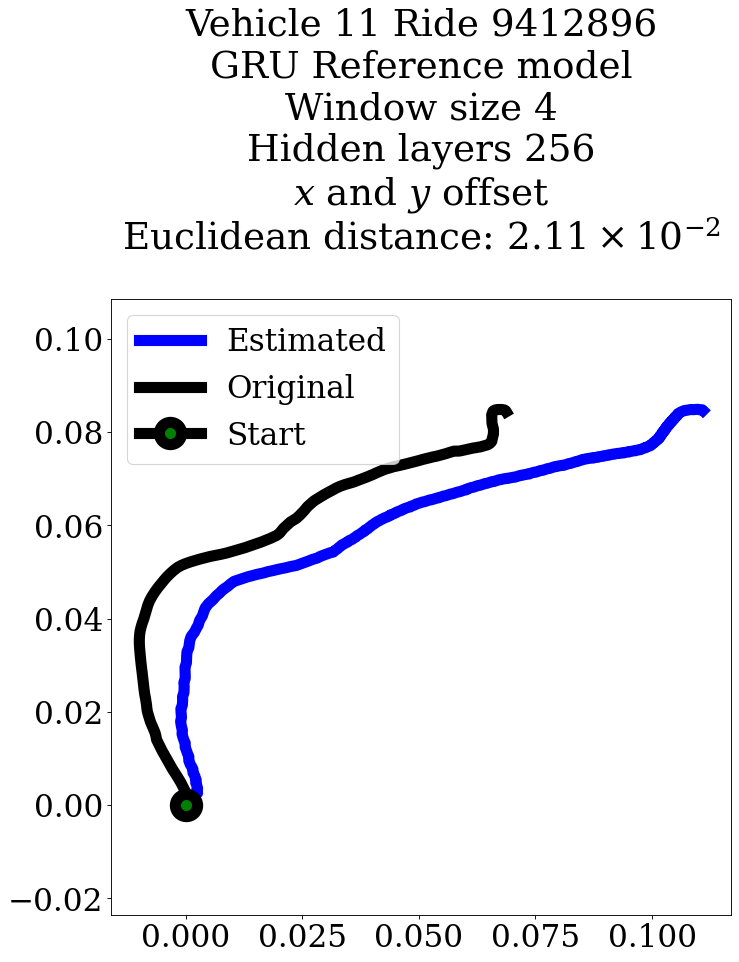 Vehicle 11 Ride 9412896
GRU Reference model
Window size 4
Hidden layers 256
x and y offset
Euclidean distance: 2.11 × 10⁻²
Estimated
Original
Start
0.10
0.08
0.06
0.04
0.02
0.00
−0.02
0.000 0.025 0.050 0.075 0.100